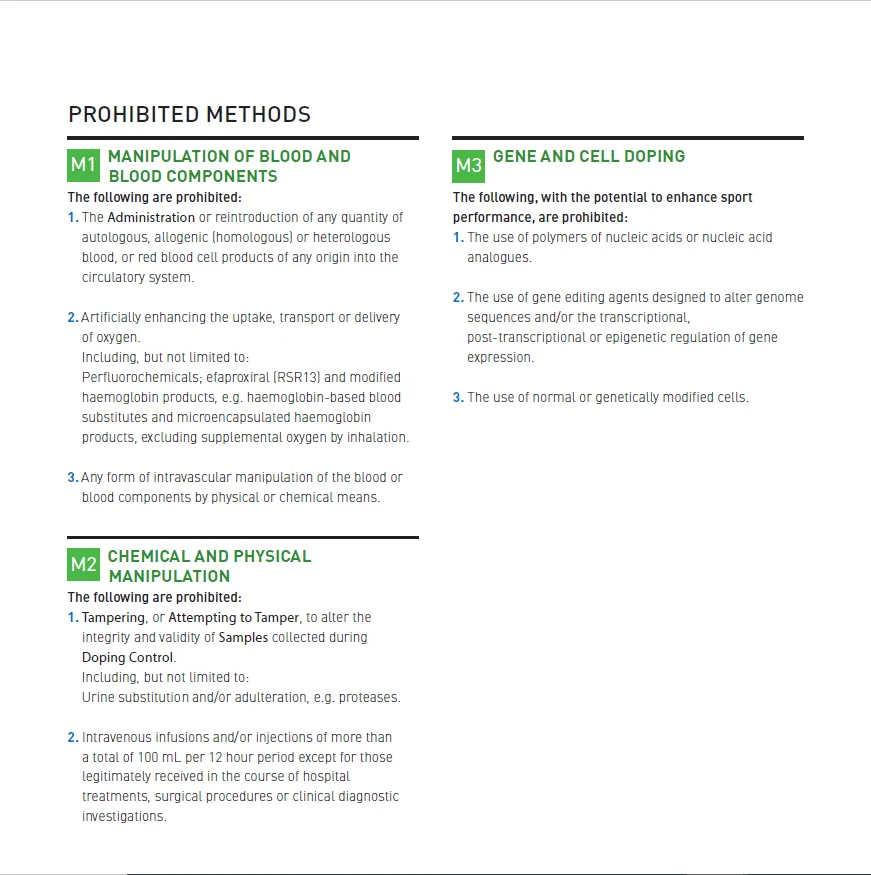 PROHIBITED METHODS
M1 MANIPULATION OF BLOOD AND
BLOOD COMPONENTS
The following are prohibited:
1. The Administration or reintroduction of any quantity of
autologous, allogenic (homologous) or heterologous
blood, or red blood cell products of any origin into the
circulatory system.
2. Artificially enhancing the uptake, transport or delivery
of oxygen.
Including, but not limited to:
Perfluorochemicals; efaproxiral (RSR13) and modified
haemoglobin products, e.g. haemoglobin-based blood
substitutes and microencapsulated haemoglobin
products, excluding supplemental oxygen by inhalation.
3. Any form of intravascular manipulation of the blood or
blood components by physical or chemical means.
M2 CHEMICAL AND PHYSICAL
MANIPULATION
The following are prohibited:
1. Tampering, or Attempting to Tamper, to alter the
integrity and validity of Samples collected during
Doping Control.
Including, but not limited to:
Urine substitution and/or adulteration, e.g. proteases.
2. Intravenous infusions and/or injections of more than
a total of 100 mL per 12 hour period except for those
legitimately received in the course of hospital
treatments, surgical procedures or clinical diagnostic
investigations.
M3 GENE AND CELL DOPING
The following, with the potential to enhance sport
performance, are prohibited:
1. The use of polymers of nucleic acids or nucleic acid
analogues.
2. The use of gene editing agents designed to alter genome
sequences and/or the transcriptional,
post-transcriptional or epigenetic regulation of gene
expression.
3. The use of normal or genetically modified cells.